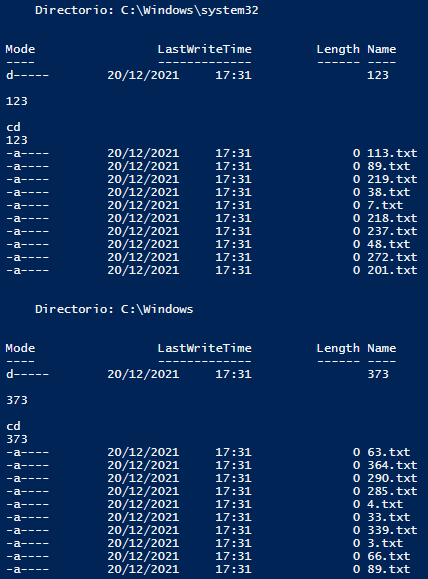 Directorio: C:\Windows\system32
Mode LastWriteTime Length Name
---- ------------- ------ ----
d----- 20/12/2021 17:31 123
123
cd
123
-a---- 20/12/2021 17:31 0 113.txt
-a---- 20/12/2021 17:31 0 89.txt
-a---- 20/12/2021 17:31 0 219.txt
-a---- 20/12/2021 17:31 0 38.txt
-a---- 20/12/2021 17:31 0 7.txt
-a---- 20/12/2021 17:31 0 218.txt
-a---- 20/12/2021 17:31 0 237.txt
-a---- 20/12/2021 17:31 0 48.txt
-a---- 20/12/2021 17:31 0 272.txt
-a---- 20/12/2021 17:31 0 201.txt
Directorio: C:\Windows
Mode LastWriteTime Length Name
---- ------------- ------ ----
d----- 20/12/2021 17:31 373
373
cd
373
-a---- 20/12/2021 17:31 0 63.txt
-a---- 20/12/2021 17:31 0 364.txt
-a---- 20/12/2021 17:31 0 290.txt
-a---- 20/12/2021 17:31 0 285.txt
-a---- 20/12/2021 17:31 0 4.txt
-a---- 20/12/2021 17:31 0 33.txt
-a---- 20/12/2021 17:31 0 339.txt
-a---- 20/12/2021 17:31 0 3.txt
-a---- 20/12/2021 17:31 0 66.txt
-a---- 20/12/2021 17:31 0 89.txt